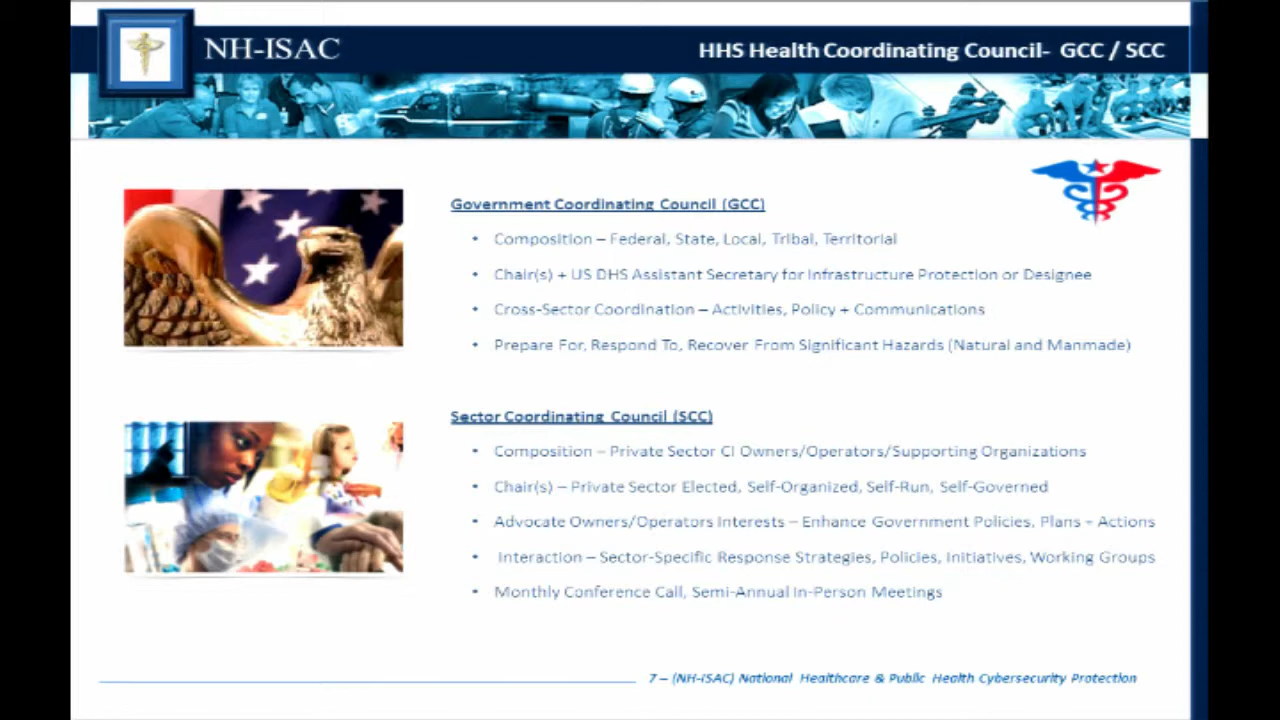 NH-ISAC
HHS Health Coordinating Council- GCC / SCC
Government Coordinating Council (GCC)
• Composition – Federal, State, Local, Tribal, Territorial
• Chair(s) + US DHS Assistant Secretary for Infrastructure Protection or Designee
• Cross-Sector Coordination – Activities, Policy + Communications
• Prepare For, Respond To, Recover From Significant Hazards (Natural and Manmade)
Sector Coordinating Council (SCC)
• Composition – Private Sector CI Owners/Operators/Supporting Organizations
• Chair(s) – Private Sector Elected, Self-Organized, Self-Run, Self-Governed
• Advocate Owners/Operators Interests – Enhance Government Policies, Plans + Actions
• Interaction – Sector-Specific Response Strategies, Policies, Initiatives, Working Groups
• Monthly Conference Call, Semi-Annual In-Person Meetings
7 – (NH-ISAC) National Healthcare & Public Health Cybersecurity Protection